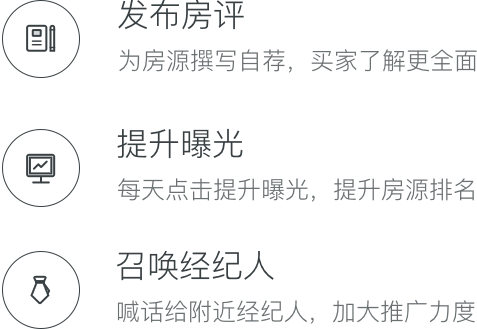 发布房评
为房源撰写自荐，买家了解更全面
提升曝光
每天点击提升曝光，提升房源排名
召唤经纪人
喊话给附近经纪人，加大推广力度